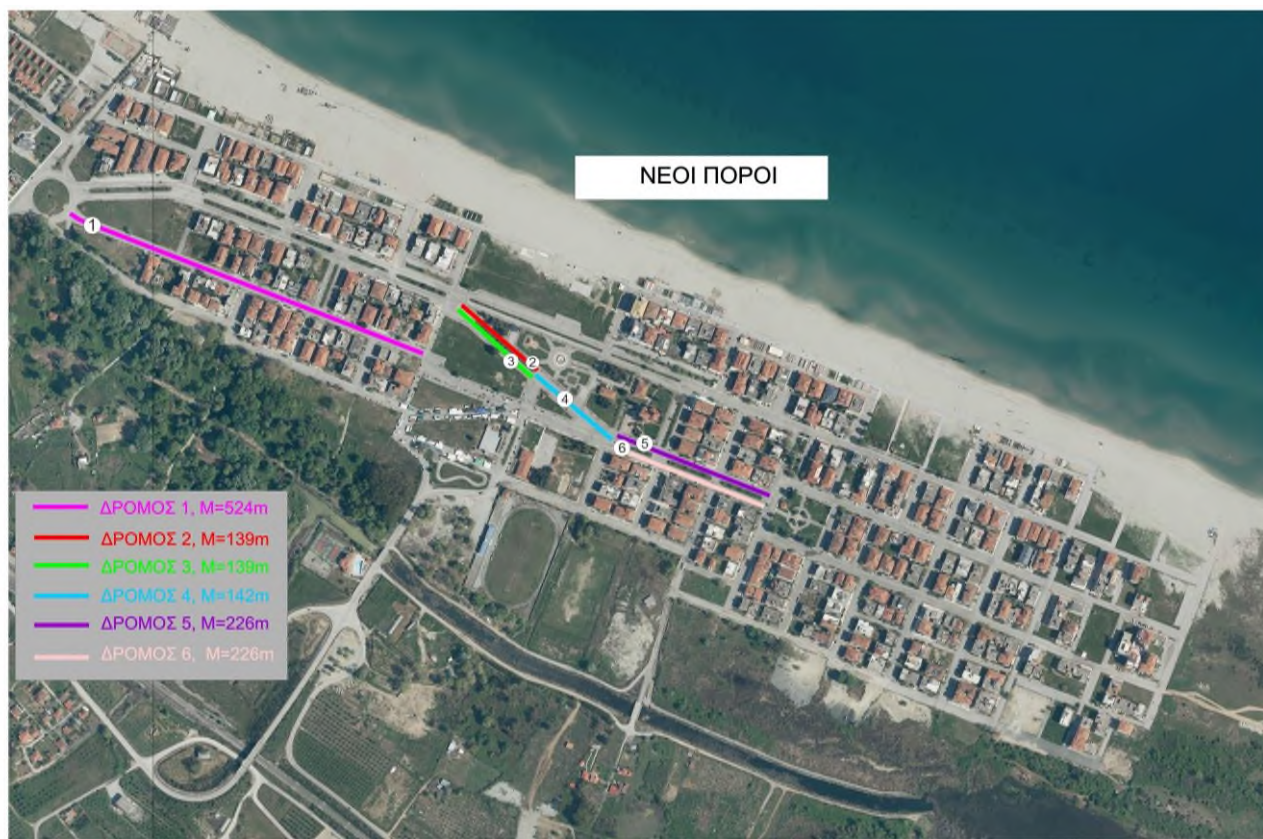 ΝΕΟΙ ΠΟΡΟΙ
1
2
3
4
5
6
ΔΡΟΜΟΣ 1, Μ=524m
ΔΡΟΜΟΣ 2, Μ=139m
ΔΡΟΜΟΣ 3, Μ=139m
ΔΡΟΜΟΣ 4, Μ=142m
ΔΡΟΜΟΣ 5, Μ=226m
ΔΡΟΜΟΣ 6, Μ=226m